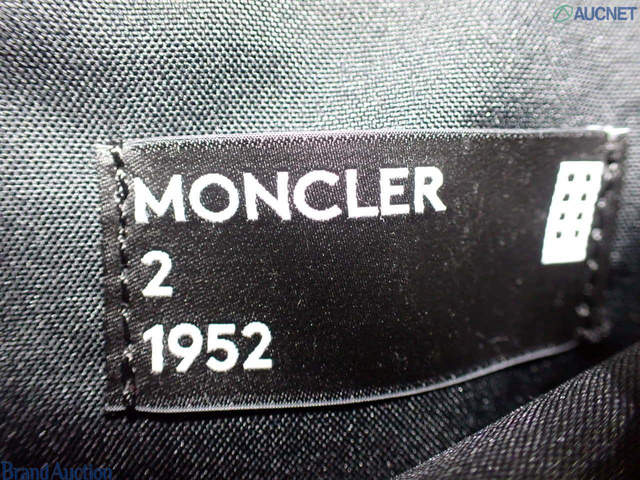 AUCNET
MONCLER
2
1952
Brand Auction